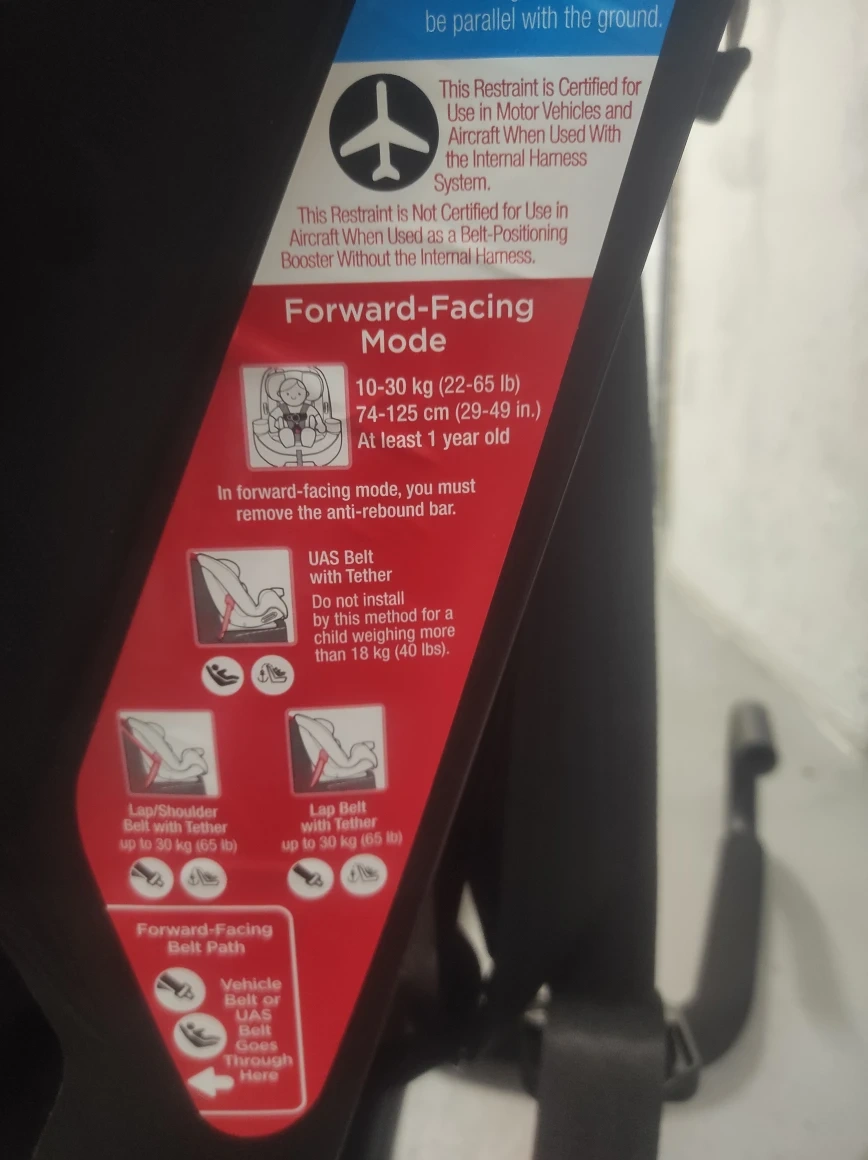 be parallel with the ground.
This Restraint is Certified for
Use in Motor Vehicles and
Aircraft When Used With
the Internal Harness
System.
This Restraint is Not Certified for Use in
Aircraft When Used as a Belt-Positioning
Booster Without the Internal Harness.
Forward-Facing
Mode
10-30 kg (22-65 lb)
74-125 cm (29-49 in.)
At least 1 year old
In forward-facing mode, you must
remove the anti-rebound bar.
UAS Belt
with Tether
Do not install
by this method for a
child weighing more
than 18 kg (40 lbs).
Lap/Shoulder
Belt with Tether
up to 30 kg (65 lb)
Lap Belt
with Tether
up to 30 kg (65 lb)
Forward-Facing
Belt Path
Vehicle
Belt or
UAS
Belt
Goes
Through
Here